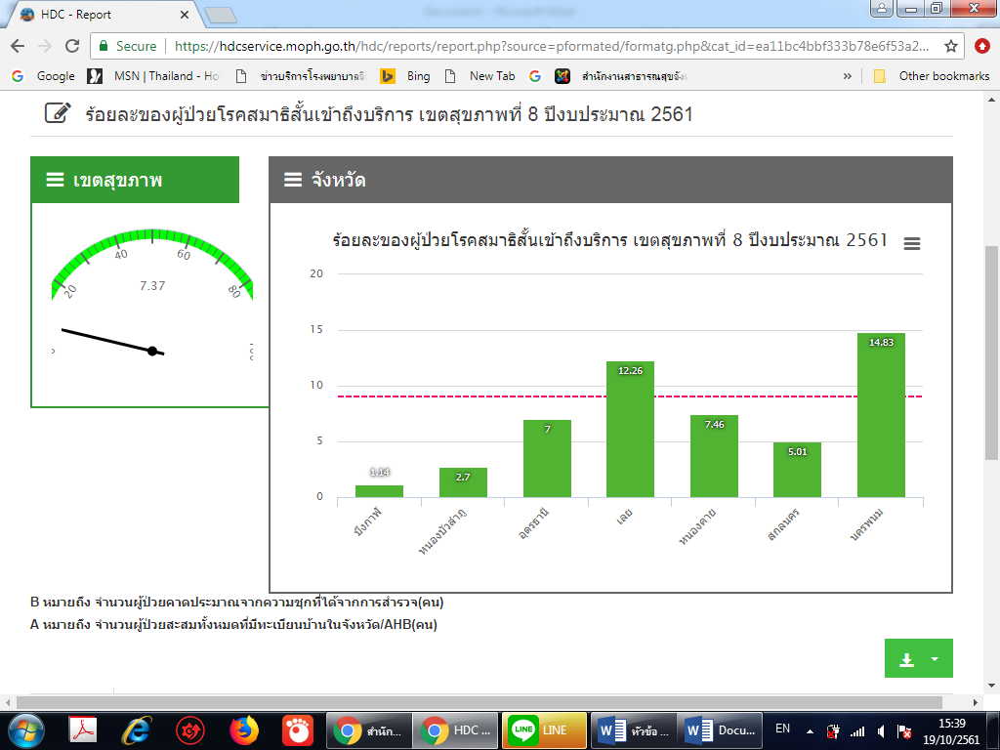 Document1 - Microsoft Word
HDC - Report
Secure
https://hdcservice.moph.go.th/hdc/reports/report.php?source=pformated/formatg.php&cat_id=ea11bc4bbf333b78e6f53a2...
Google
MSN | Thailand - Ho
ข่าวบริการโรงพยาบาลจิ
Bing
New Tab
สำนักงานสาธารณสุขจัง
»
Other bookmarks
ร้อยละของผู้ป่วยโรคสมาธิสั้นเข้าถึงบริการ เขตสุขภาพที่ 8 ปีงบประมาณ 2561
เขตสุขภาพ
20
40
60
80
7.37
จังหวัด
ร้อยละของผู้ป่วยโรคสมาธิสั้นเข้าถึงบริการ เขตสุขภาพที่ 8 ปีงบประมาณ 2561
20
15
10
5
0
1.14
2.7
7
12.26
7.46
5.01
14.83
บึงกาฬ
หนองบัวลำภู
อุดรธานี
เลย
หนองคาย
สกลนคร
นครพนม
B หมายถึง จำนวนผู้ป่วยคาดประมาณจากความชุกที่ได้จากการสำรวจ(คน)
A หมายถึง จำนวนผู้ป่วยสะสมทั้งหมดที่มีทะเบียนบ้านในจังหวัด/AHB(คน)
สำนัก...
HDC ...
LINE
LINE
หัวข้อ ...
Docu...
EN
15:39
19/10/2561